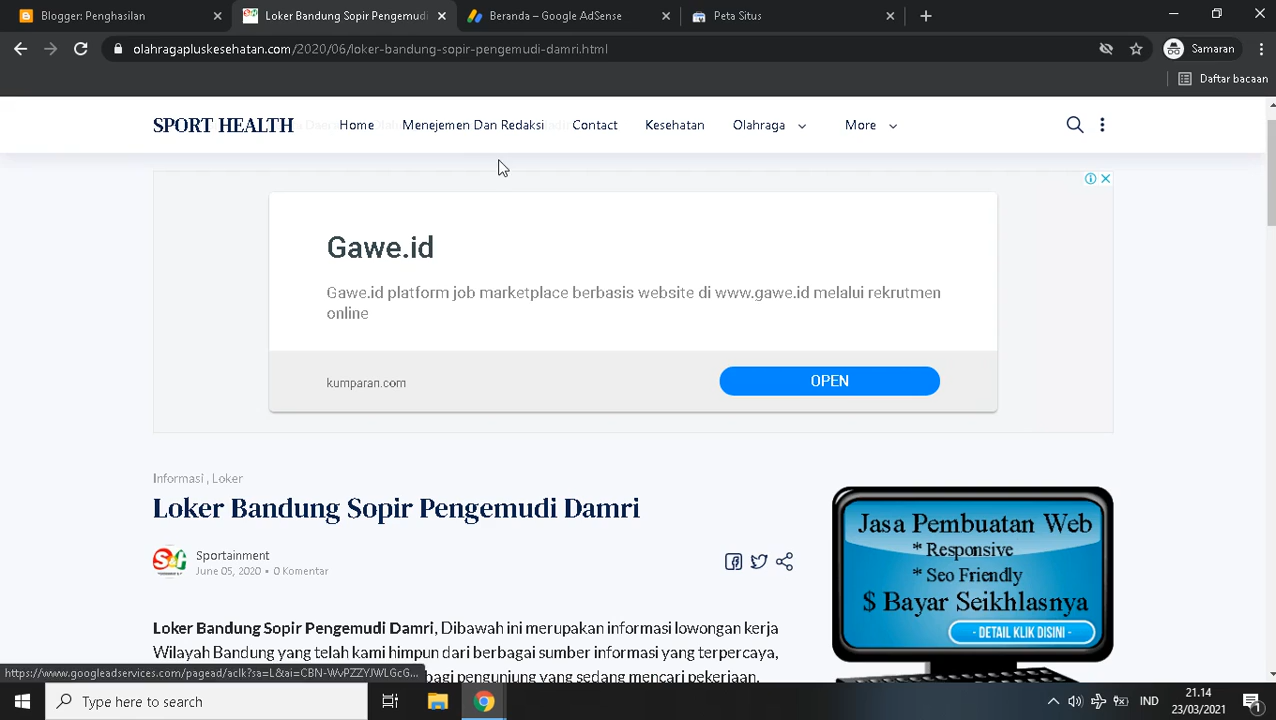 Blogger: Penghasilan
Loker Bandung Sopir Pengemudi
Beranda – Google AdSense
Peta Situs
olahragapluskesehatan.com/2020/06/loker-bandung-sopir-pengemudi-damri.html
Samaran
Daftar bacaan
SPORT HEALTH
Home
Menejemen Dan Redaksi
Contact
Kesehatan
Olahraga
More
Gawe.id
Gawe.id platform job marketplace berbasis website di www.gawe.id melalui rekrutmen
online
kumparan.com
OPEN
Informasi , Loker
Loker Bandung Sopir Pengemudi Damri
Sportainment
June 05, 2020 • 0 Komentar
Loker Bandung Sopir Pengemudi Damri, Dibawah ini merupakan informasi lowongan kerja
Wilayah Bandung yang telah kami himpun dari berbagai sumber informasi yang terpercaya,
bagi pengunjung yang sedang mencari pekerjaan.
Jasa Pembuatan Web
* Responsive
* Seo Friendly
$ Bayar Seikhlasnya
- DETAIL KLIK DISINI -
https://www.googleadservices.com/pagead/aclk?sa=L&ai=CBN-WvPZZYJWLGcG...
Type here to search
IND
21.14
23/03/2021
1